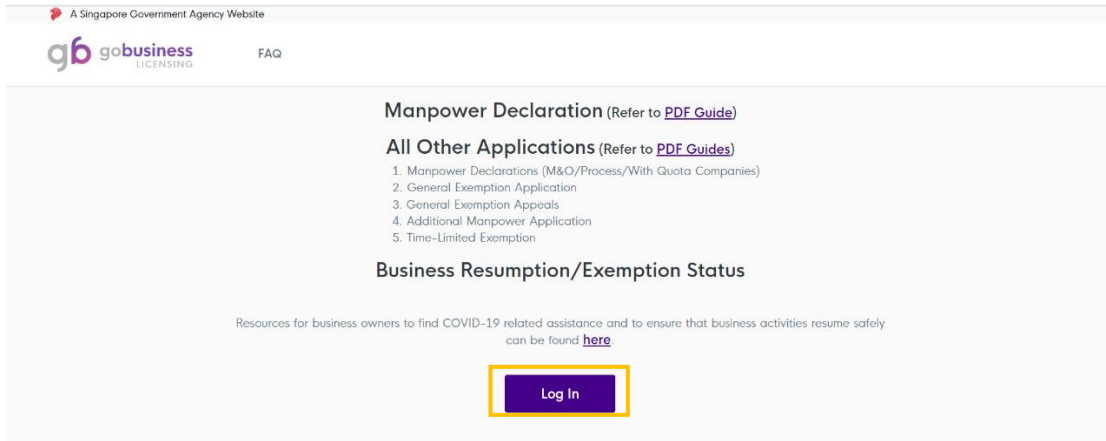 A Singapore Government Agency Website
gb gobusiness
LICENSING
FAQ
Manpower Declaration (Refer to PDF Guide)
All Other Applications (Refer to PDF Guides)
1. Manpower Declarations (M&O/Process/With Quota Companies)
2. General Exemption Application
3. General Exemption Appeals
4. Additional Manpower Application
5. Time-Limited Exemption
Business Resumption/Exemption Status
Resources for business owners to find COVID-19 related assistance and to ensure that business activities resume safely
can be found here.
Log In